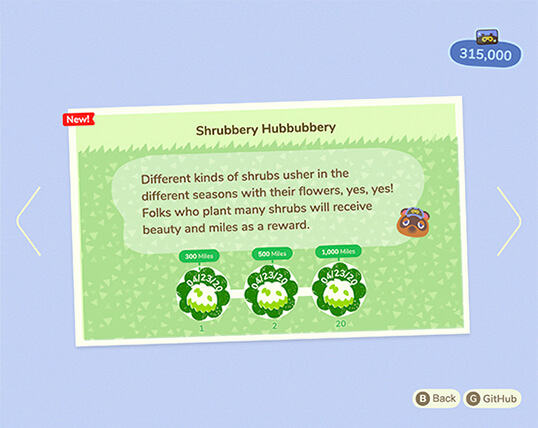 315,000
New!
Shrubbery Hubbubbery
Different kinds of shrubs usher in the
different seasons with their flowers, yes, yes!
Folks who plant many shrubs will receive
beauty and miles as a reward.
300 Miles
500 Miles
1,000 Miles
04/23/20
04/23/20
04/23/20
1
2
20
B Back
G GitHub